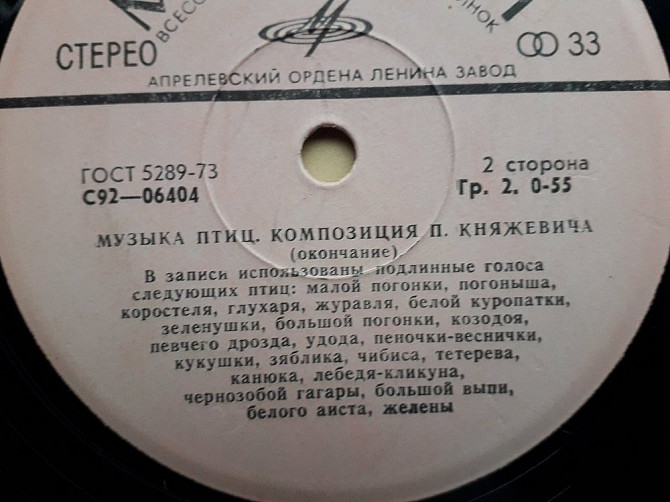 СТЕРЕО
33
АПРЕЛЕВСКИЙ ОРДЕНА ЛЕНИНА ЗАВОД
ГОСТ 5289-73
С92—06404
2 сторона
Гр. 2. 0-55
МУЗЫКА ПТИЦ. КОМПОЗИЦИЯ П. КНЯЖЕВИЧА
(окончание)
В записи использованы подлинные голоса
следующих птиц: малой погонки, погоныша,
коростеля, глухаря, журавля, белой куропатки,
зеленушки, большой погонки, козодоя,
певчего дрозда, удода, пеночки-веснички,
кукушки, зяблика, чибиса, тетерева,
канюка, лебедя-кликуна,
чернозобой гагары, большой выпи,
белого аиста, желены